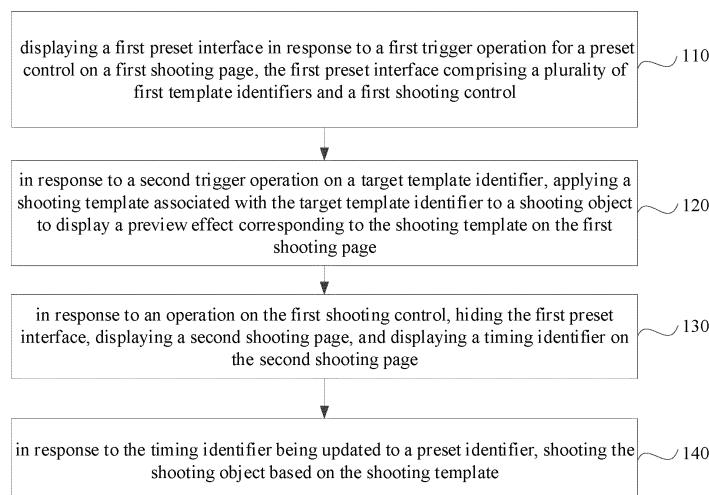 displaying a first preset interface in response to a first trigger operation for a preset
control on a first shooting page, the first preset interface comprising a plurality of
first template identifiers and a first shooting control
110
in response to a second trigger operation on a target template identifier, applying a
shooting template associated with the target template identifier to a shooting object
to display a preview effect corresponding to the shooting template on the first
shooting page
120
in response to an operation on the first shooting control, hiding the first preset
interface, displaying a second shooting page, and displaying a timing identifier on
the second shooting page
130
in response to the timing identifier being updated to a preset identifier, shooting the
shooting object based on the shooting template
140